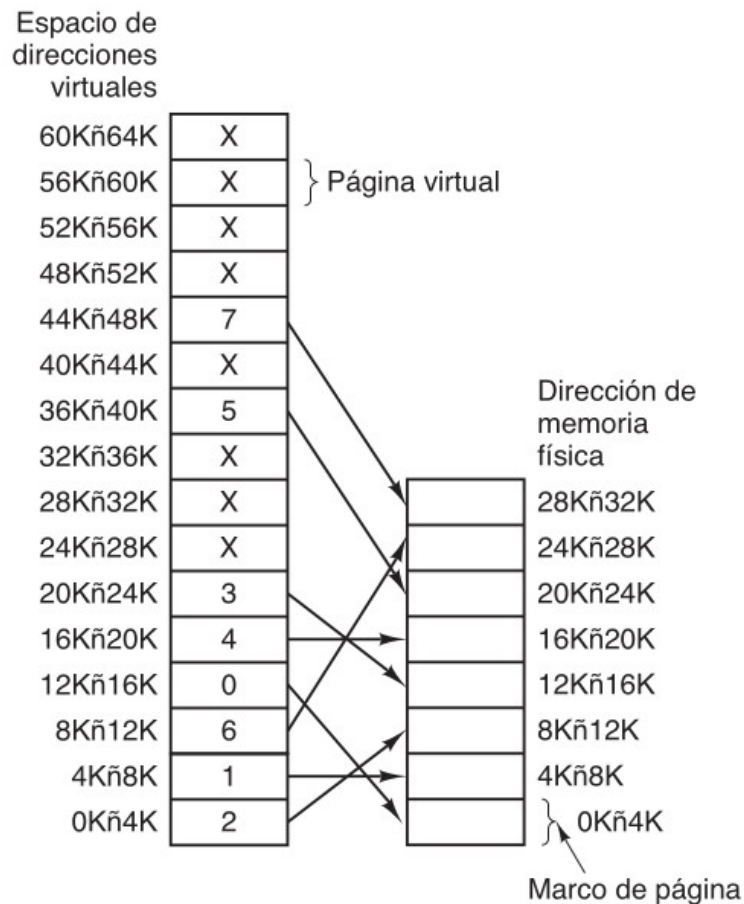 Espacio de
direcciones
virtuales
60Kñ64K X
56Kñ60K X Página virtual
52Kñ56K X
48Kñ52K X
44Kñ48K 7
40Kñ44K X
36Kñ40K 5
Dirección de
memoria
física
32Kñ36K X
28Kñ32K X 28Kñ32K
24Kñ28K X 24Kñ28K
20Kñ24K 3 20Kñ24K
16Kñ20K 4 16Kñ20K
12Kñ16K 0 12Kñ16K
8Kñ12K 6 8Kñ12K
4Kñ8K 1 4Kñ8K
0Kñ4K 2 0Kñ4K
Marco de página